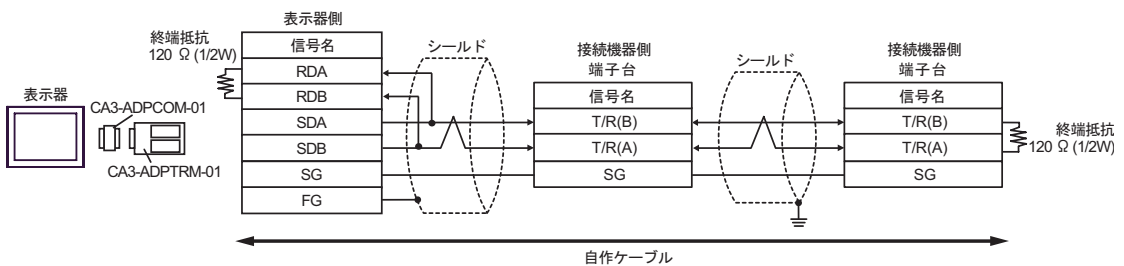 表示器側
終端抵抗
120 Ω (1/2W)
信号名
RDA
RDB
SDA
SDB
SG
FG
表示器
CA3-ADPCOM-01
CA3-ADPTRM-01
シールド
接続機器側
端子台
信号名
T/R(B)
T/R(A)
SG
シールド
接続機器側
端子台
信号名
T/R(B)
T/R(A)
SG
終端抵抗
120 Ω (1/2W)
自作ケーブル